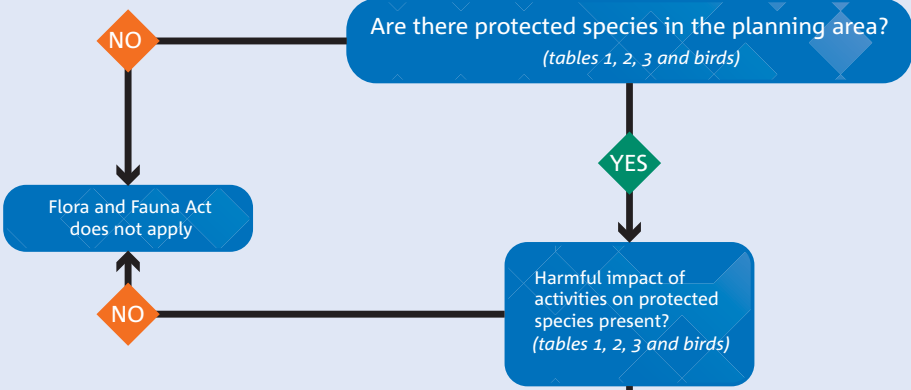 Are there protected species in the planning area?
(tables 1, 2, 3 and birds)
NO
YES
Flora and Fauna Act
does not apply
Harmful impact of
activities on protected
species present?
(tables 1, 2, 3 and birds)
NO